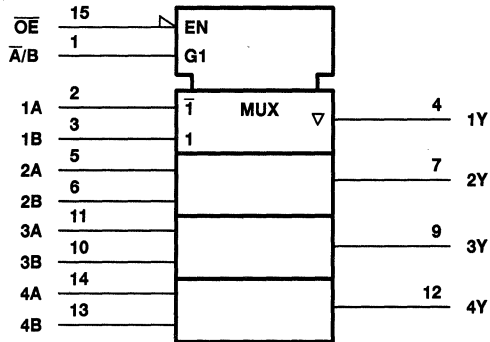 15
O̅E̅ EN
1
A̅/B G1
2
1A 1̅ MUX 4
3 ▽ 1Y
1B 1
5
2A 7
6 2Y
2B
11
3A 9
10 3Y
3B
14
4A 12
13 4Y
4B